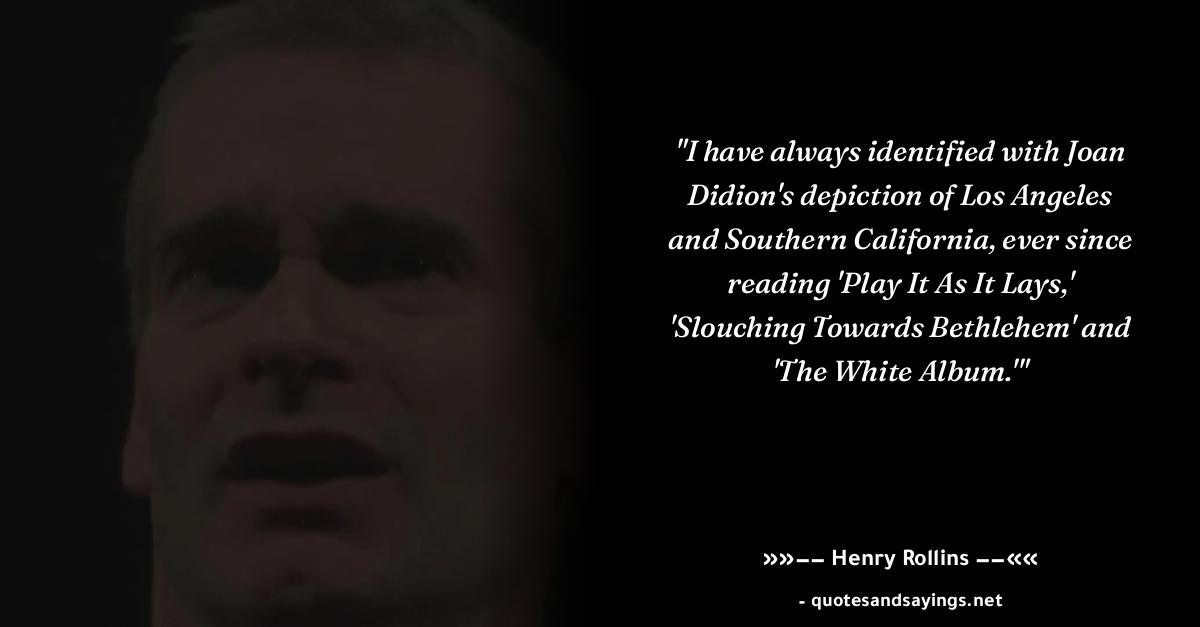 "I have always identified with Joan
Didion's depiction of Los Angeles
and Southern California, ever since
reading 'Play It As It Lays,'
'Slouching Towards Bethlehem' and
'The White Album.'"
»»−− Henry Rollins −−««
- quotesandsayings.net